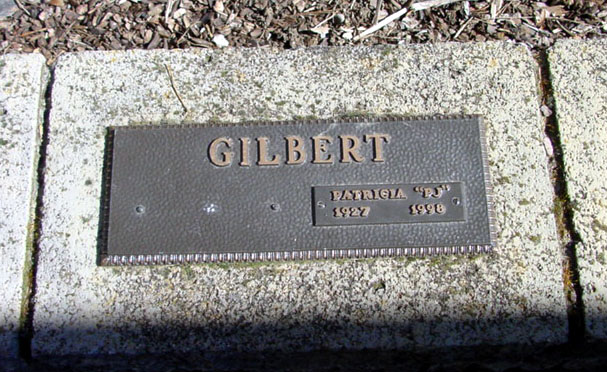 GILBERT
PATRICIA "PJ"
1927 1998